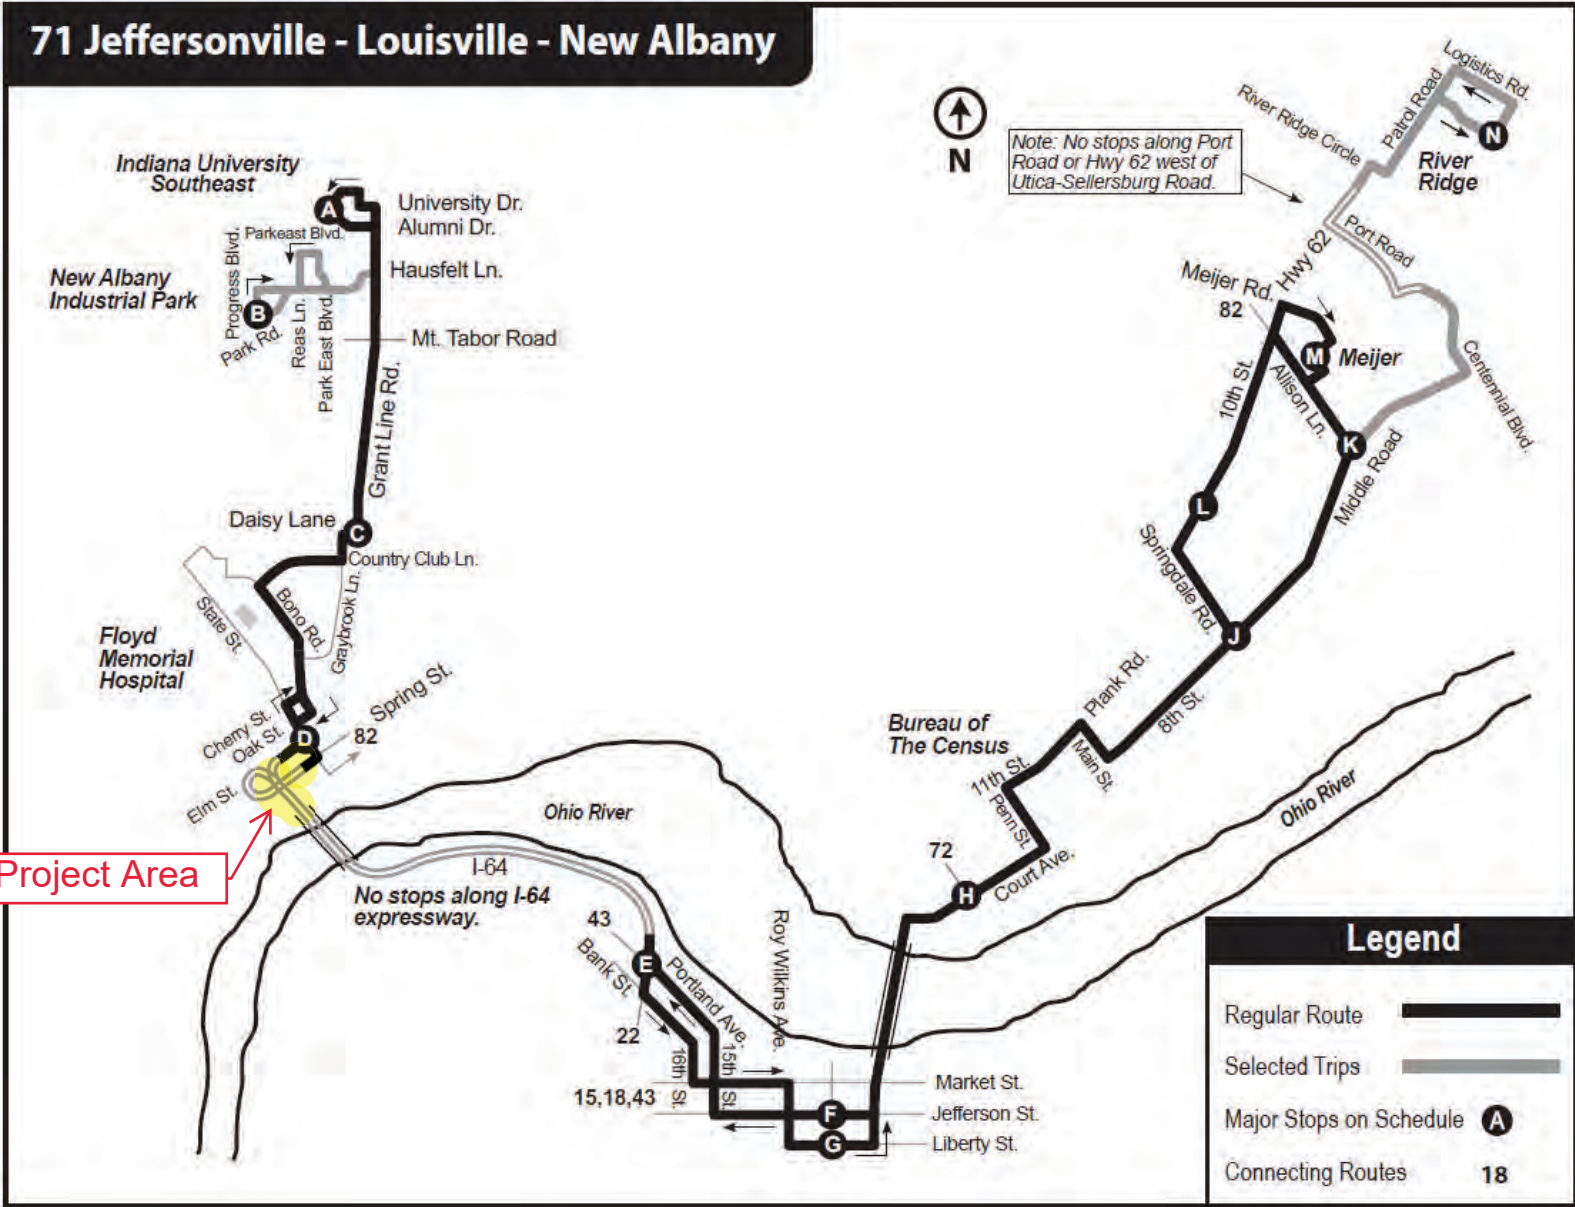 71 Jeffersonville - Louisville - New Albany
N
Note: No stops along Port
Road or Hwy 62 west of
Utica-Sellersburg Road.
Logistics Rd.
Patrol Road
River Ridge Circle
N
River
Ridge
Port Road
Hwy 62
Meijer Rd.
82
M
Meijer
Centennial Blvd.
10th St.
Allison Ln.
K
Middle Road
L
Springdale Rd.
J
8th St.
Plank Rd.
Main St.
Bureau of
The Census
11th St.
Penn St.
72
H
Court Ave.
Ohio River
Indiana University
Southeast
A
University Dr.
Alumni Dr.
Parkeast Blvd.
Progress Blvd.
Hausfelt Ln.
New Albany
Industrial Park
B
Park Rd.
Reas Ln.
Park East Blvd.
Mt. Tabor Road
Grant Line Rd.
Daisy Lane
C
Country Club Ln.
Graybrook Ln.
Bono Rd.
State St.
Floyd
Memorial
Hospital
Spring St.
Cherry St.
Oak St.
D
82
Elm St.
Project Area
Ohio River
I-64
No stops along I-64
expressway.
43
E
Bank St.
Portland Ave.
22
16th St.
15th St.
15,18,43
Roy Wilkins Ave.
F
G
Market St.
Jefferson St.
Liberty St.
Legend
Regular Route
Selected Trips
Major Stops on Schedule A
Connecting Routes 18